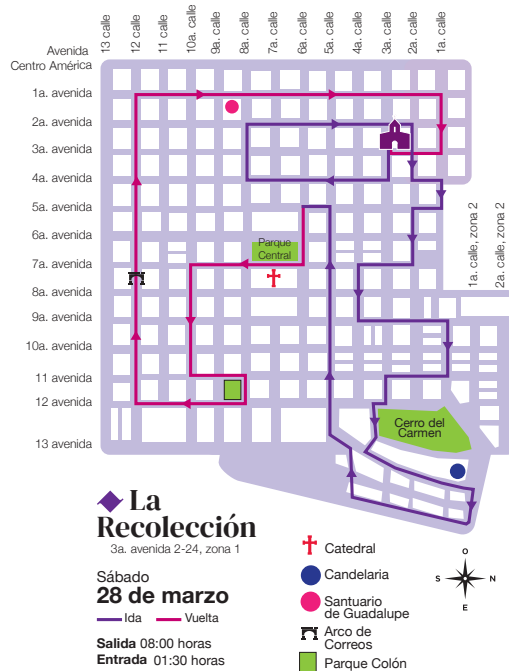 Avenida
Centro América
13 calle
12 calle
11 calle
10a. calle
9a. calle
8a. calle
7a. calle
6a. calle
5a. calle
4a. calle
3a. calle
2a. calle
1a. calle
1a. avenida
2a. avenida
3a. avenida
4a. avenida
5a. avenida
6a. avenida
7a. avenida
8a. avenida
9a. avenida
10a. avenida
11 avenida
12 avenida
13 avenida
1a. calle, zona 2
2a. calle, zona 2
Parque
Central
Cerro del
Carmen
La
Recolección
3a. avenida 2-24, zona 1
Sábado
28 de marzo
Ida
Vuelta
Salida 08:00 horas
Entrada 01:30 horas
Catedral
Candelaria
Santuario
de Guadalupe
Arco de
Correos
Parque Colón
O
S
N
E